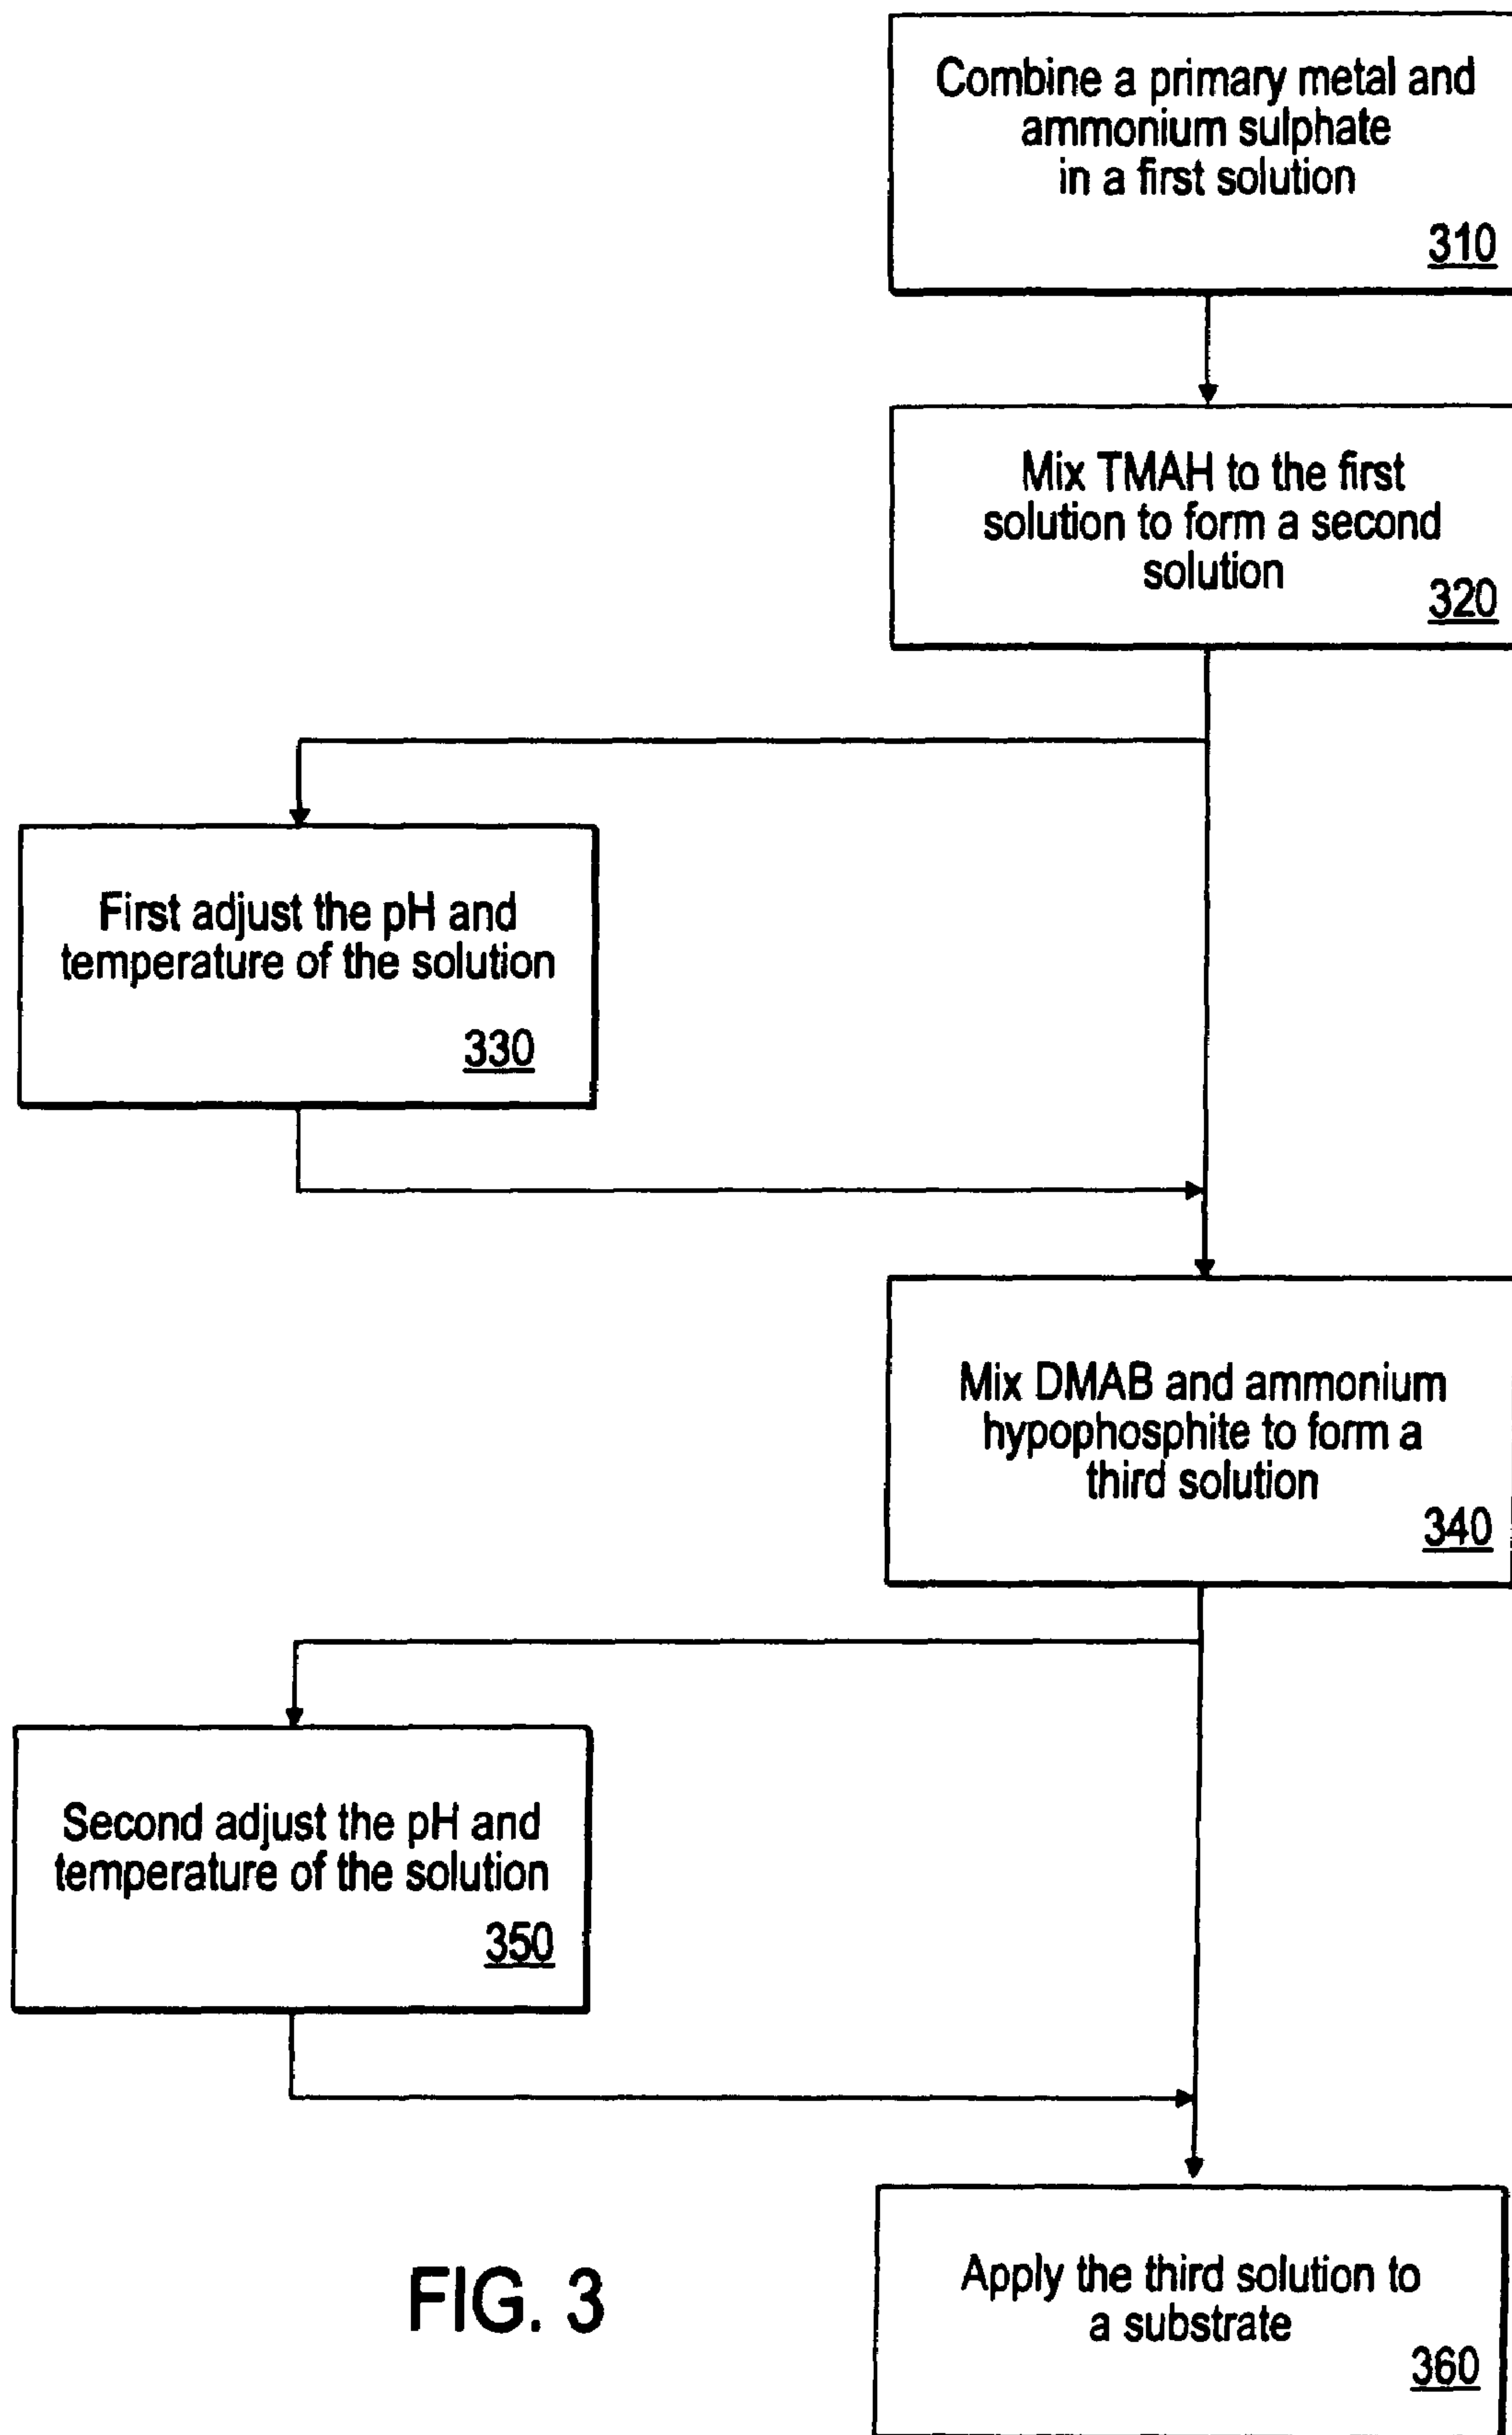 Combine a primary metal and
ammonium sulphate
in a first solution
310
Mix TMAH to the first
solution to form a second
solution
320
First adjust the pH and
temperature of the solution
330
Mix DMAB and ammonium
hypophosphite to form a
third solution
340
Second adjust the pH and
temperature of the solution
350
Apply the third solution to
a substrate
360
FIG. 3